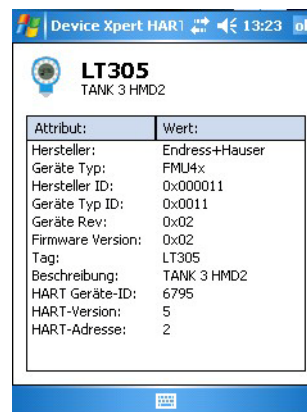 Device Xpert HART 13:23 ok
LT305
TANK 3 HMD2
Attribut: Wert:
Hersteller: Endress+Hauser
Geräte Typ: FMU4x
Hersteller ID: 0x000011
Geräte Typ ID: 0x0011
Geräte Rev: 0x02
Firmware Version: 0x02
Tag: LT305
Beschreibung: TANK 3 HMD2
HART Geräte-ID: 6795
HART-Version: 5
HART-Adresse: 2